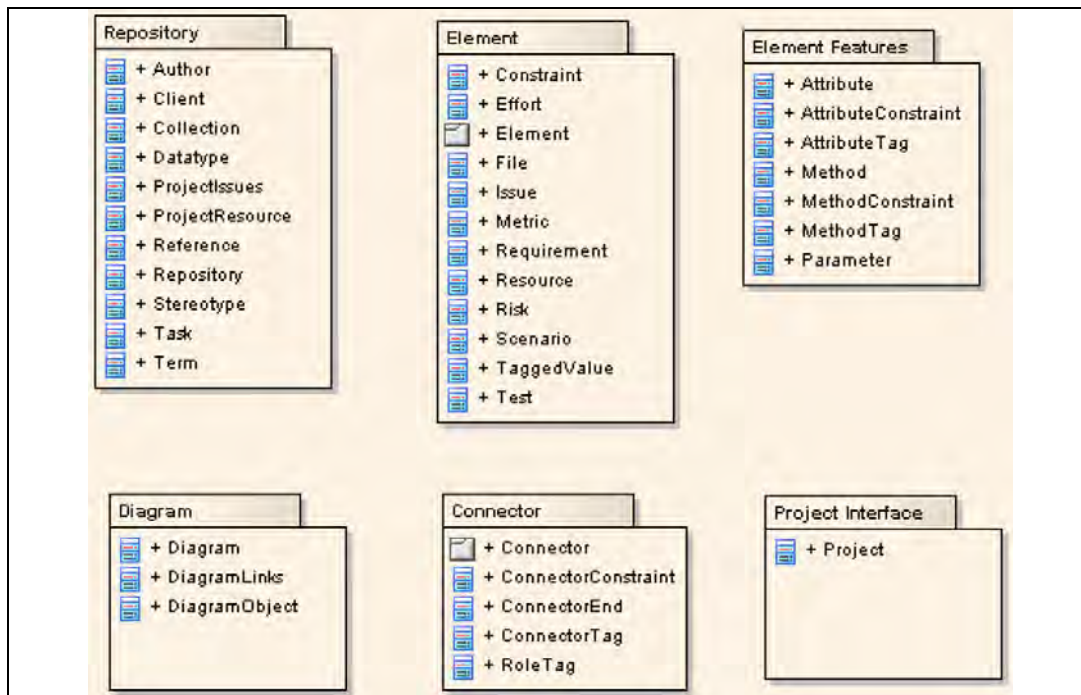 Repository
+ Author
+ Client
+ Collection
+ Datatype
+ ProjectIssues
+ ProjectResource
+ Reference
+ Repository
+ Stereotype
+ Task
+ Term
Element
+ Constraint
+ Effort
+ Element
+ File
+ Issue
+ Metric
+ Requirement
+ Resource
+ Risk
+ Scenario
+ TaggedValue
+ Test
Element Features
+ Attribute
+ AttributeConstraint
+ AttributeTag
+ Method
+ MethodConstraint
+ MethodTag
+ Parameter
Diagram
+ Diagram
+ DiagramLinks
+ DiagramObject
Connector
+ Connector
+ ConnectorConstraint
+ ConnectorEnd
+ ConnectorTag
+ RoleTag
Project Interface
+ Project